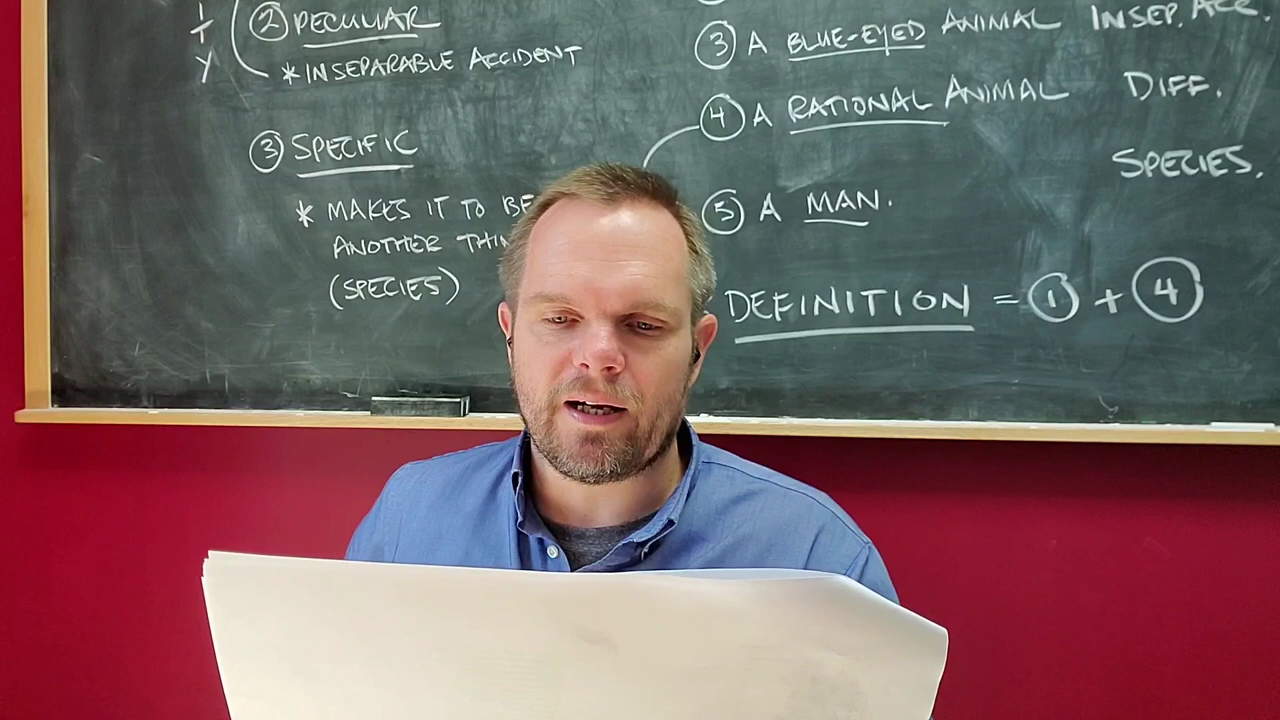 ② PECULIAR
* INSEPARABLE ACCIDENT
③ SPECIFIC
* MAKES IT TO BE
ANOTHER
(SPECIES)
③ A BLUE-EYED ANIMAL INSEP. ACC.
④ A RATIONAL ANIMAL DIFF.
SPECIES.
⑤ A MAN.
DEFINITION = ① + ④